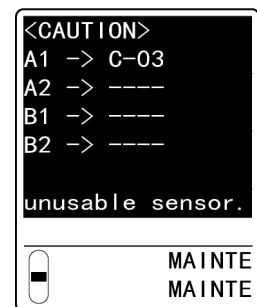 <CAUTION>
A1 -> C-03
A2 -> ----
B1 -> ----
B2 -> ----
unusable sensor.
MAINTE
MAINTE